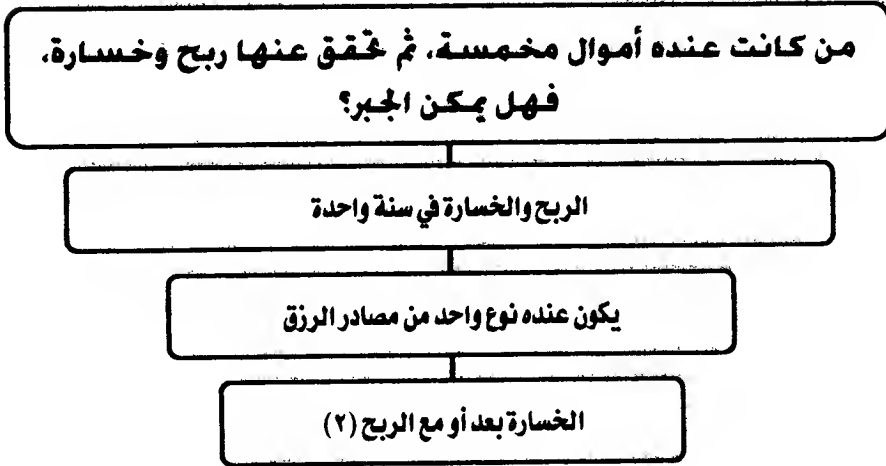 من كانت عنده أموال مخمسة، ثم تحقق عنها ربح وخسارة،
فهل يمكن الجبر؟
الربح والخسارة في سنة واحدة
يكون عنده نوع واحد من مصادر الرزق
الخسارة بعد أو مع الربح (٢)